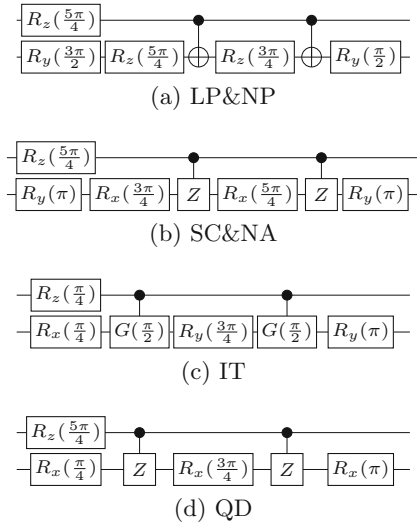 R_z(5π/4)
R_y(3π/2) R_z(5π/4) R_z(3π/4) R_y(π/2)
(a) LP&NP
R_z(5π/4)
R_y(π) R_x(3π/4) Z R_x(5π/4) Z R_y(π)
(b) SC&NA
R_z(π/4)
R_x(π/4) G(π/2) R_y(3π/4) G(π/2) R_y(π)
(c) IT
R_z(5π/4)
R_x(π/4) Z R_x(3π/4) Z R_x(π)
(d) QD